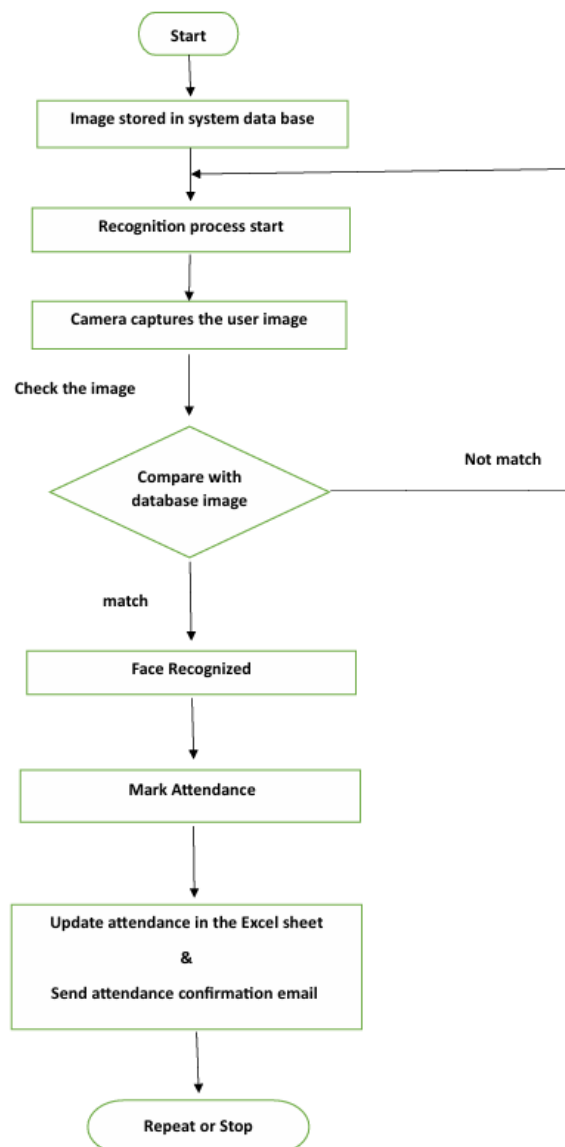 Start
Image stored in system data base
Recognition process start
Camera captures the user image
Check the image
Compare with
database image
Not match
match
Face Recognized
Mark Attendance
Update attendance in the Excel sheet
&
Send attendance confirmation email
Repeat or Stop